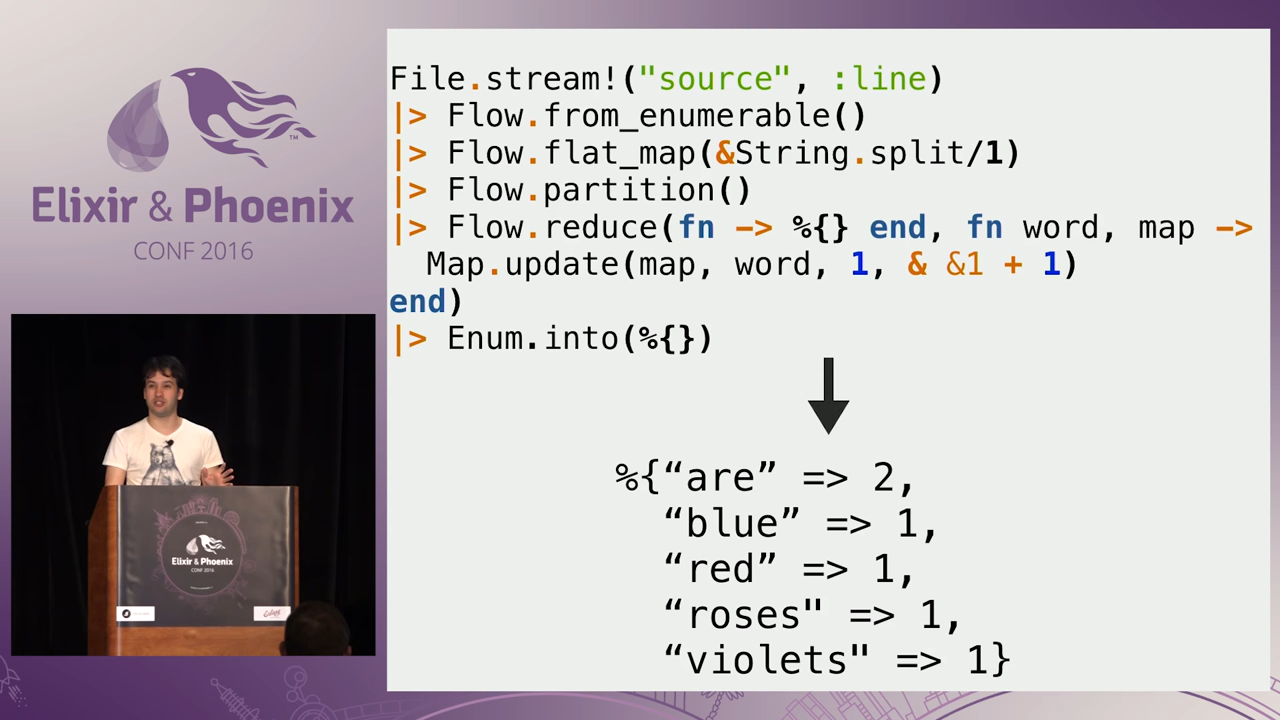 Elixir & Phoenix
CONF 2016
TM
File.stream!("source", :line)
|> Flow.from_enumerable()
|> Flow.flat_map(&String.split/1)
|> Flow.partition()
|> Flow.reduce(fn -> %{} end, fn word, map ->
Map.update(map, word, 1, & &1 + 1)
end)
|> Enum.into(%{})
%{“are” => 2,
“blue” => 1,
“red” => 1,
“roses" => 1,
“violets" => 1}
Elixir & Phoenix
CONF 2016